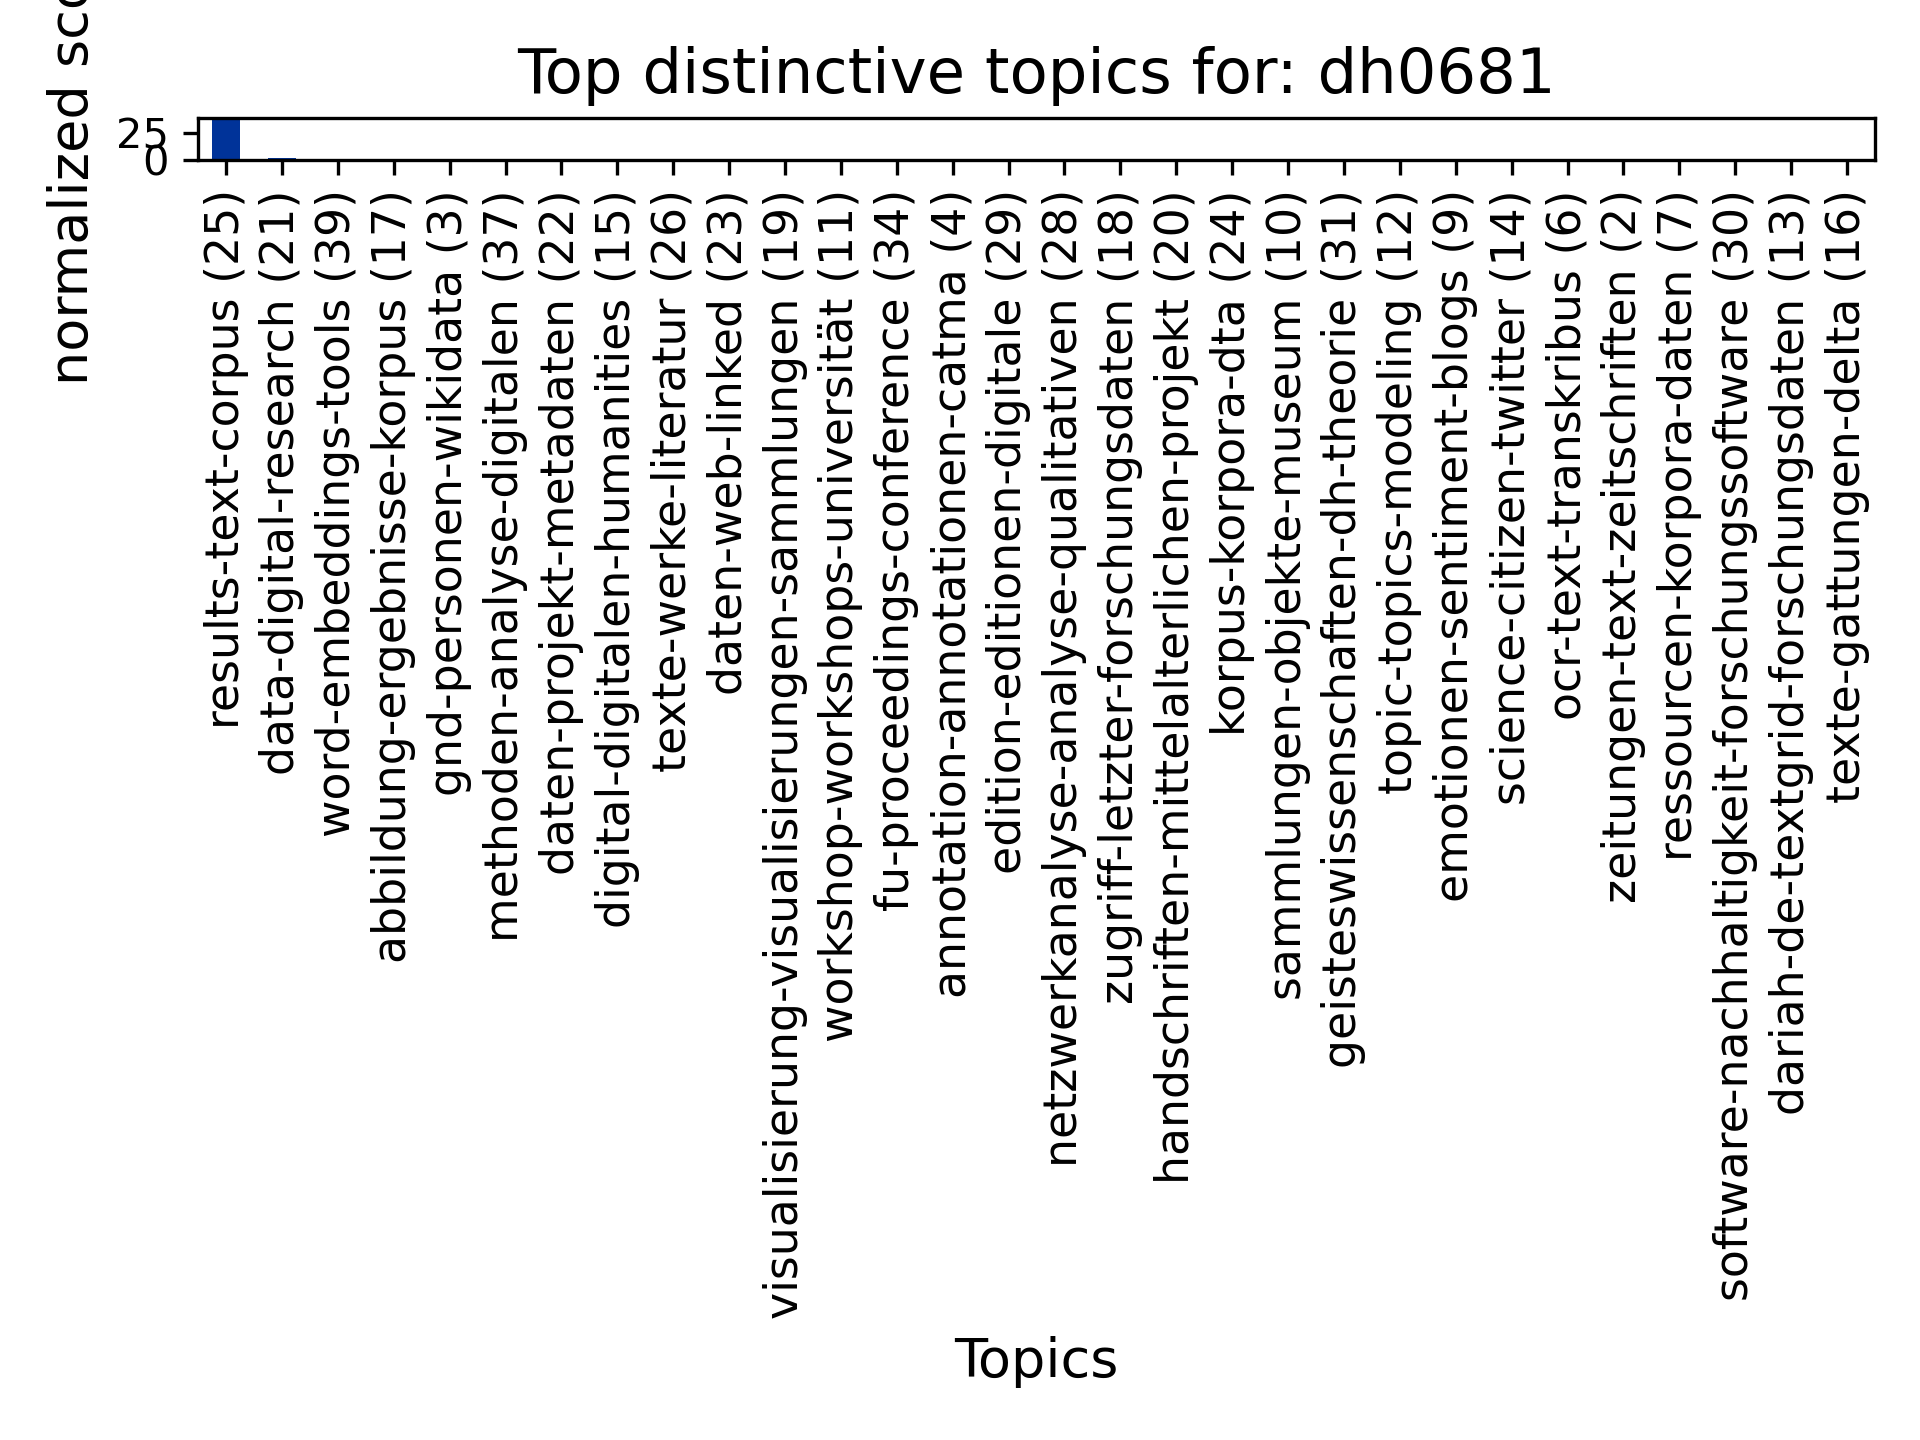 Top distinctive topics for: dh0681
normalized sco
25
0
results-text-corpus (25)
data-digital-research (21)
word-embeddings-tools (39)
abbildung-ergebnisse-korpus (17)
gnd-personen-wikidata (3)
methoden-analyse-digitalen (37)
daten-projekt-metadaten (22)
digital-digitalen-humanities (15)
texte-werke-literatur (26)
daten-web-linked (23)
visualisierung-visualisierungen-sammlungen (19)
workshop-workshops-universität (11)
fu-proceedings-conference (34)
annotation-annotationen-catma (4)
edition-editionen-digitale (29)
netzwerkanalyse-analyse-qualitativen (28)
zugriff-letzter-forschungsdaten (18)
handschriften-mittelalterlichen-projekt (20)
korpus-korpora-dta (24)
sammlungen-objekte-museum (10)
geisteswissenschaften-dh-theorie (31)
topic-topics-modeling (12)
emotionen-sentiment-blogs (9)
science-citizen-twitter (14)
ocr-text-transkribus (6)
zeitungen-text-zeitschriften (2)
ressourcen-korpora-daten (7)
software-nachhaltigkeit-forschungssoftware (30)
dariah-de-textgrid-forschungsdaten (13)
texte-gattungen-delta (16)
Topics